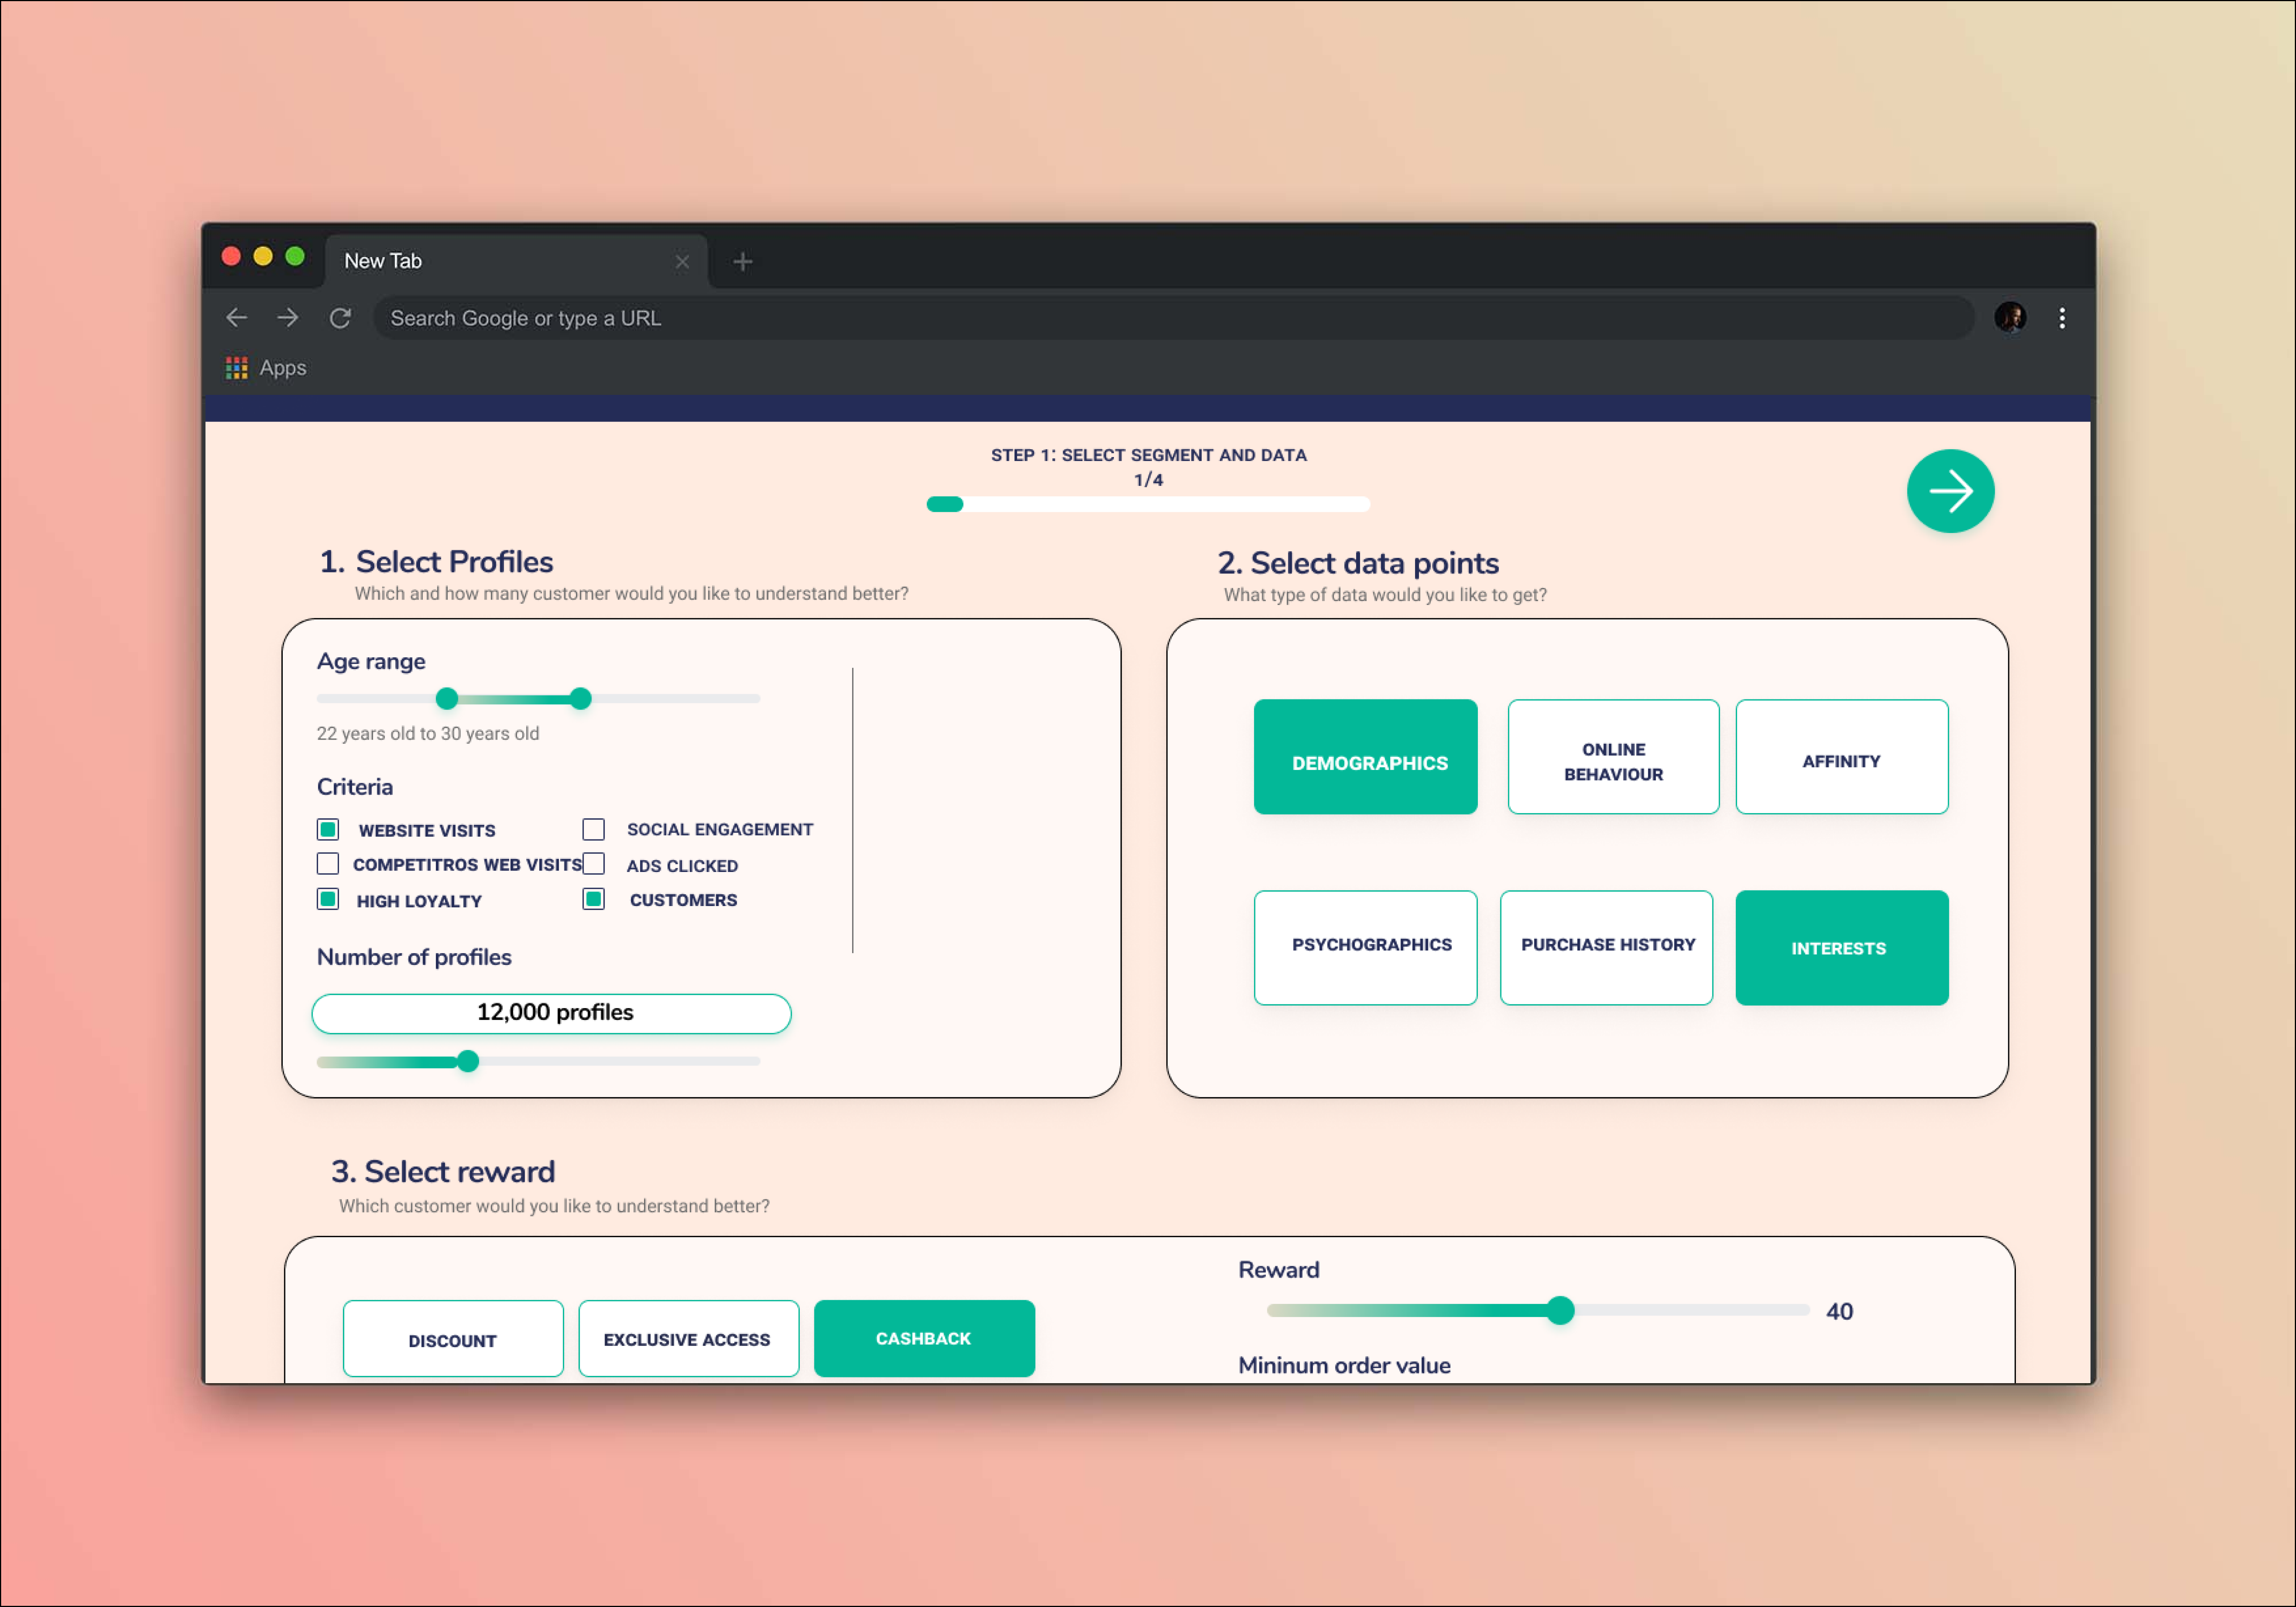 New Tab
Search Google or type a URL
Apps
STEP 1: SELECT SEGMENT AND DATA
1/4
1. Select Profiles
Which and how many customer would you like to understand better?
Age range
22 years old to 30 years old
Criteria
WEBSITE VISITS
SOCIAL ENGAGEMENT
COMPETITROS WEB VISITS
ADS CLICKED
HIGH LOYALTY
CUSTOMERS
Number of profiles
12,000 profiles
2. Select data points
What type of data would you like to get?
DEMOGRAPHICS
ONLINE
BEHAVIOUR
AFFINITY
PSYCHOGRAPHICS
PURCHASE HISTORY
INTERESTS
3. Select reward
Which customer would you like to understand better?
DISCOUNT
EXCLUSIVE ACCESS
CASHBACK
Reward
40
Mininum order value